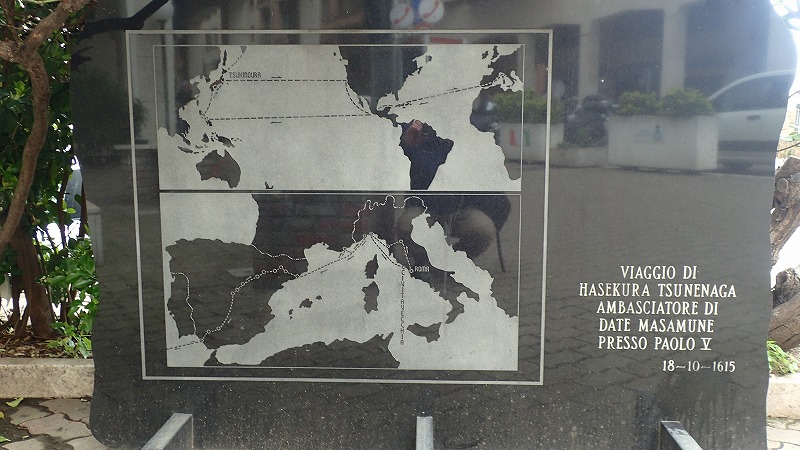 TSUKINOURA
ROMA
CIVITAVECCHIA
VIAGGIO DI
HASEKURA TSUNENAGA
AMBASCIATORE DI
DATE MASAMUNE
PRESSO PAOLO V
18-10-1615